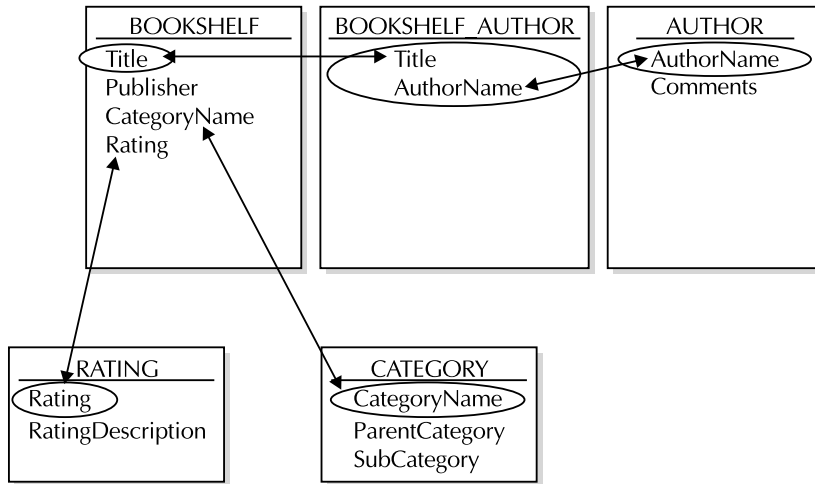 BOOKSHELF
Title
Publisher
CategoryName
Rating
BOOKSHELF_AUTHOR
Title
AuthorName
AUTHOR
AuthorName
Comments
RATING
Rating
RatingDescription
CATEGORY
CategoryName
ParentCategory
SubCategory